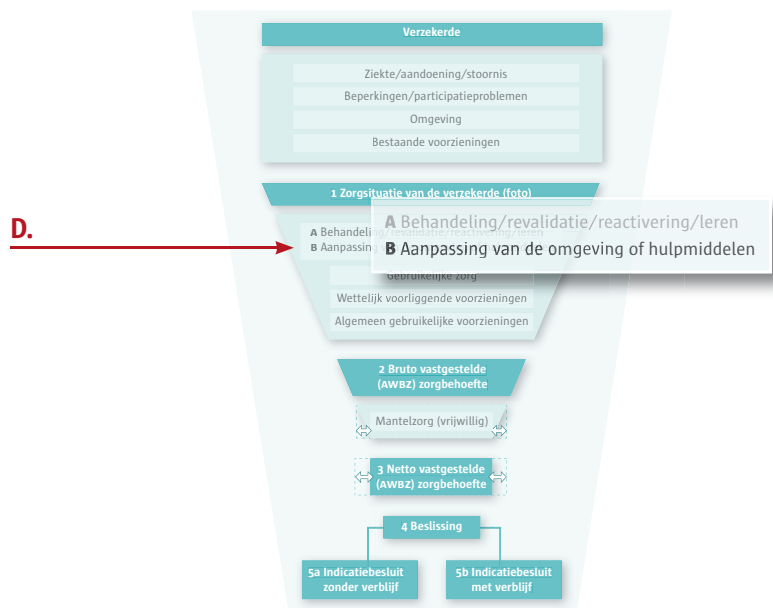 Verzekerde
Ziekte/aandoening/stoornis
Beperkingen/participatieproblemen
Omgeving
Bestaande voorzieningen
1 Zorgsituatie van de verzekerde (foto)
D.
A Behandeling/revalidatie/reactivering/leren
B Aanpassing van de omgeving of hulpmiddelen
A Behandeling/revalidatie/reactivering/leren
B Aanpassing
Gebruikelijke zorg
Wettelijk voorliggende voorzieningen
Algemeen gebruikelijke voorzieningen
2 Bruto vastgestelde
(AWBZ) zorgbehoefte
Mantelzorg (vrijwillig)
3 Netto vastgestelde
(AWBZ) zorgbehoefte
4 Beslissing
5a Indicatiebesluit
zonder verblijf
5b Indicatiebesluit
met verblijf